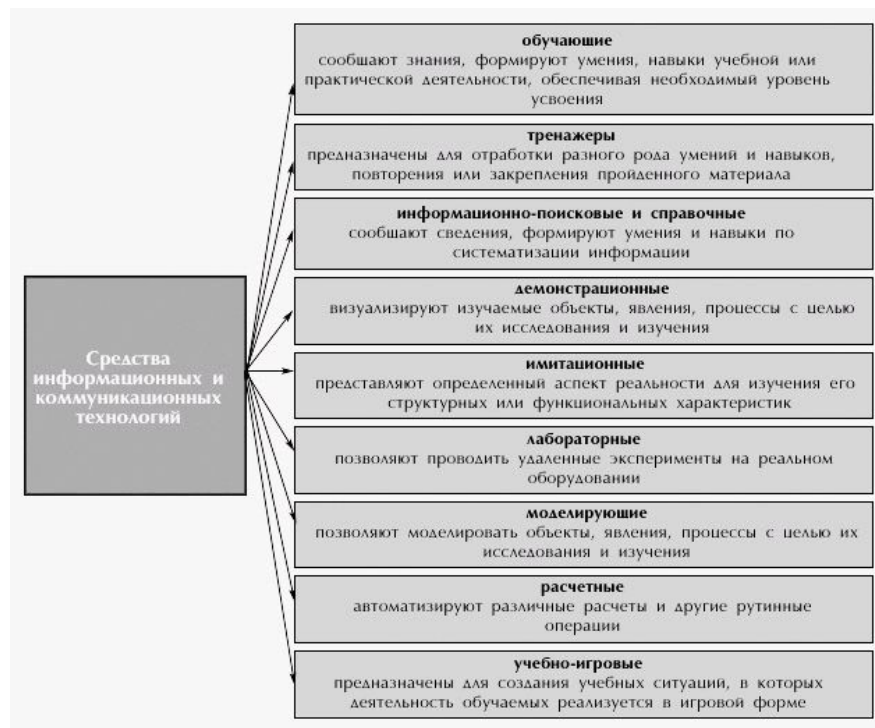 обучающие
сообщают знания, формируют умения, навыки учебной или
практической деятельности, обеспечивая необходимый уровень
усвоения
тренажеры
предназначены для отработки разного рода умений и навыков,
повторения или закрепления пройденного материала
информационно-поисковые и справочные
сообщают сведения, формируют умения и навыки по
систематизации информации
демонстрационные
визуализируют изучаемые объекты, явления, процессы с целью
их исследования и изучения
Средства
информационных и
коммуникационных
технологий
имитационные
представляют определенный аспект реальности для изучения его
структурных или функциональных характеристик
лабораторные
позволяют проводить удаленные эксперименты на реальном
оборудовании
моделирующие
позволяют моделировать объекты, явления, процессы с целью их
исследования и изучения
расчетные
автоматизируют различные расчеты и другие рутинные
операции
учебно-игровые
предназначены для создания учебных ситуаций, в которых
деятельность обучаемых реализуется в игровой форме